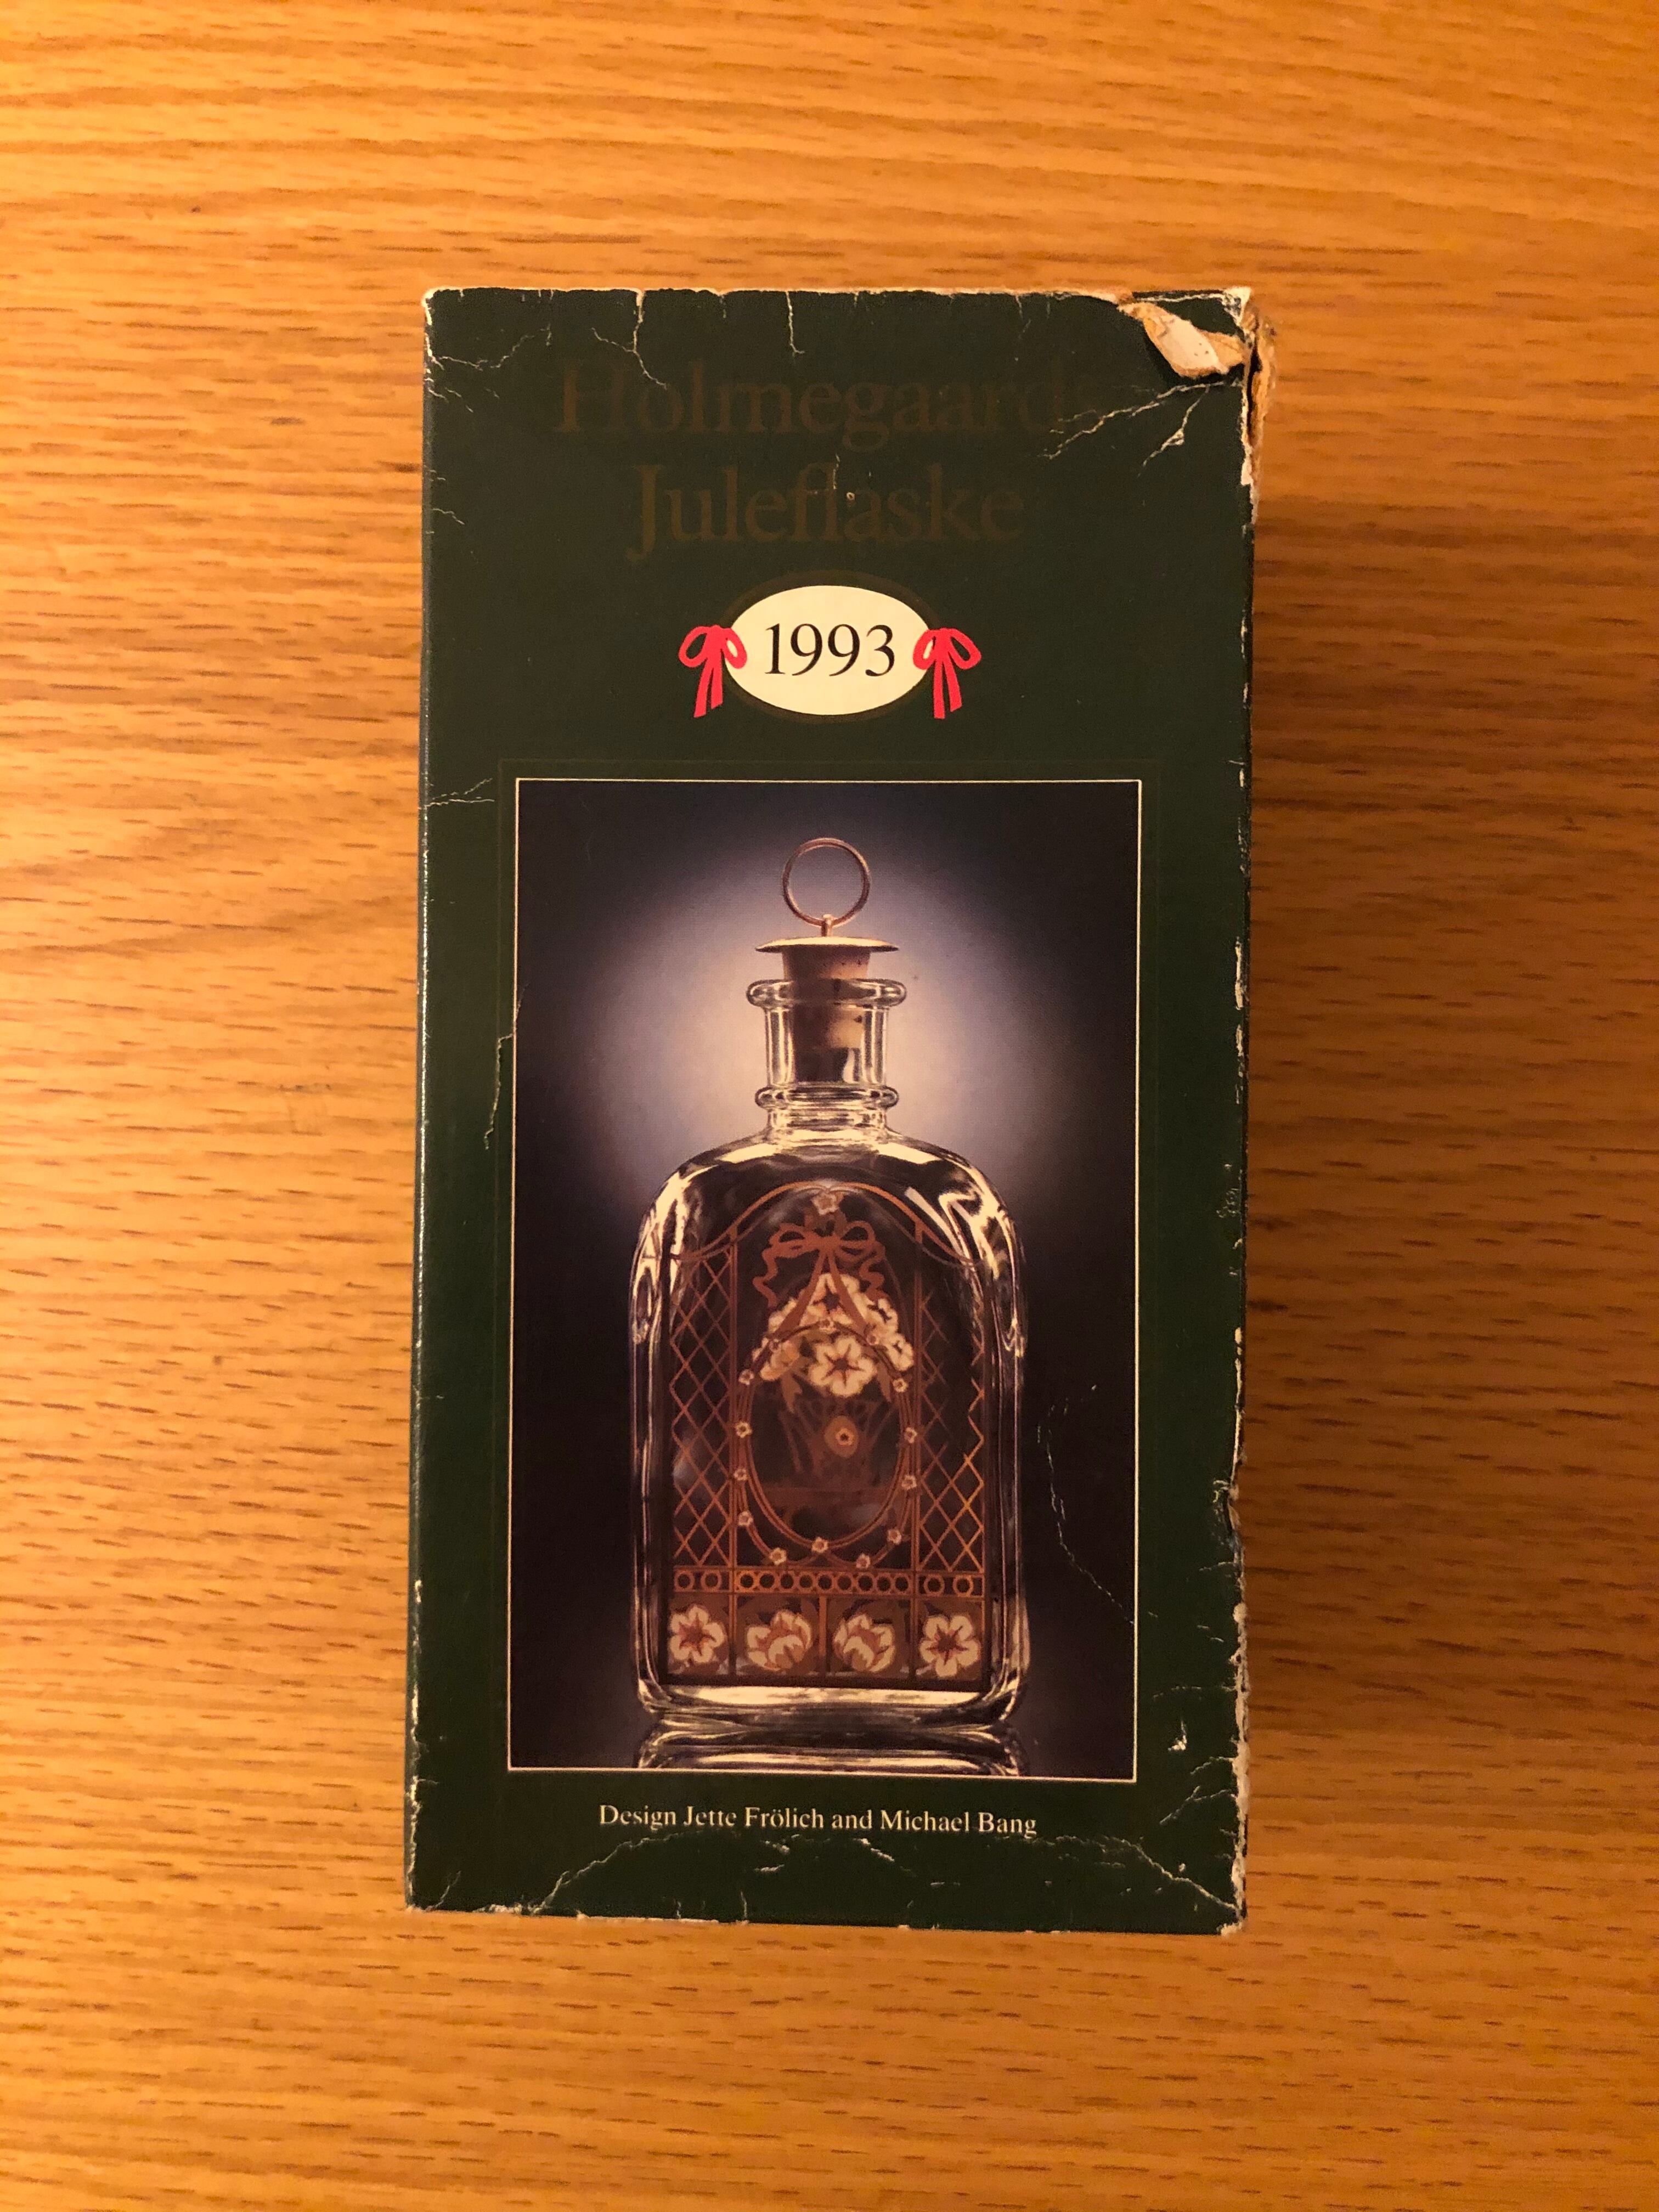 Holmegaards
Juleflaske
1993
Design Jette Frölich and Michael Bang